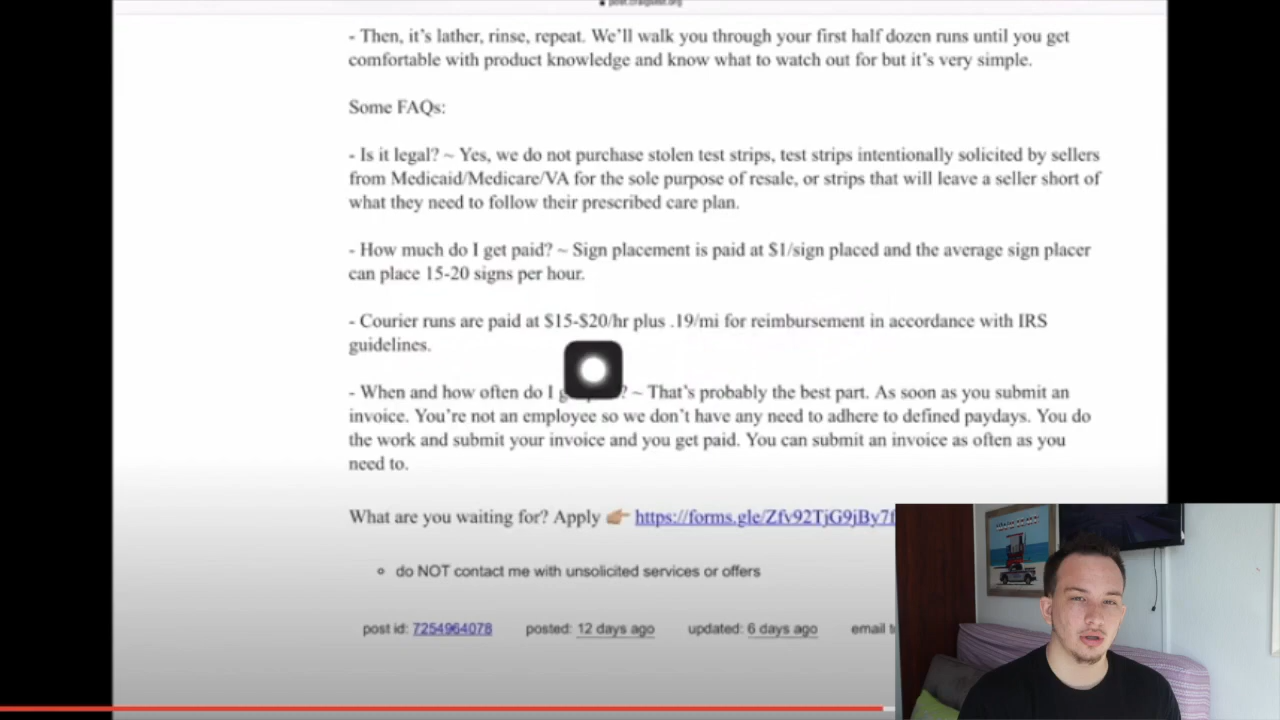 - Then, it's lather, rinse, repeat. We'll walk you through your first half dozen runs until you get
comfortable with product knowledge and know what to watch out for but it's very simple.
Some FAQs:
- Is it legal? ~ Yes, we do not purchase stolen test strips, test strips intentionally solicited by sellers
from Medicaid/Medicare/VA for the sole purpose of resale, or strips that will leave a seller short of
what they need to follow their prescribed care plan.
- How much do I get paid? ~ Sign placement is paid at $1/sign placed and the average sign placer
can place 15-20 signs per hour.
- Courier runs are paid at $15-$20/hr plus .19/mi for reimbursement in accordance with IRS
guidelines.
- When and how often do I ? ~ That's probably the best part. As soon as you submit an
invoice. You're not an employee so we don't have any need to adhere to defined paydays. You do
the work and submit your invoice and you get paid. You can submit an invoice as often as you
need to.
What are you waiting for? Apply 👉🏼 https://forms.gle/Zfv92TjG9jBy7f
do NOT contact me with unsolicited services or offers
post id: 7254964078 posted: 12 days ago updated: 6 days ago email